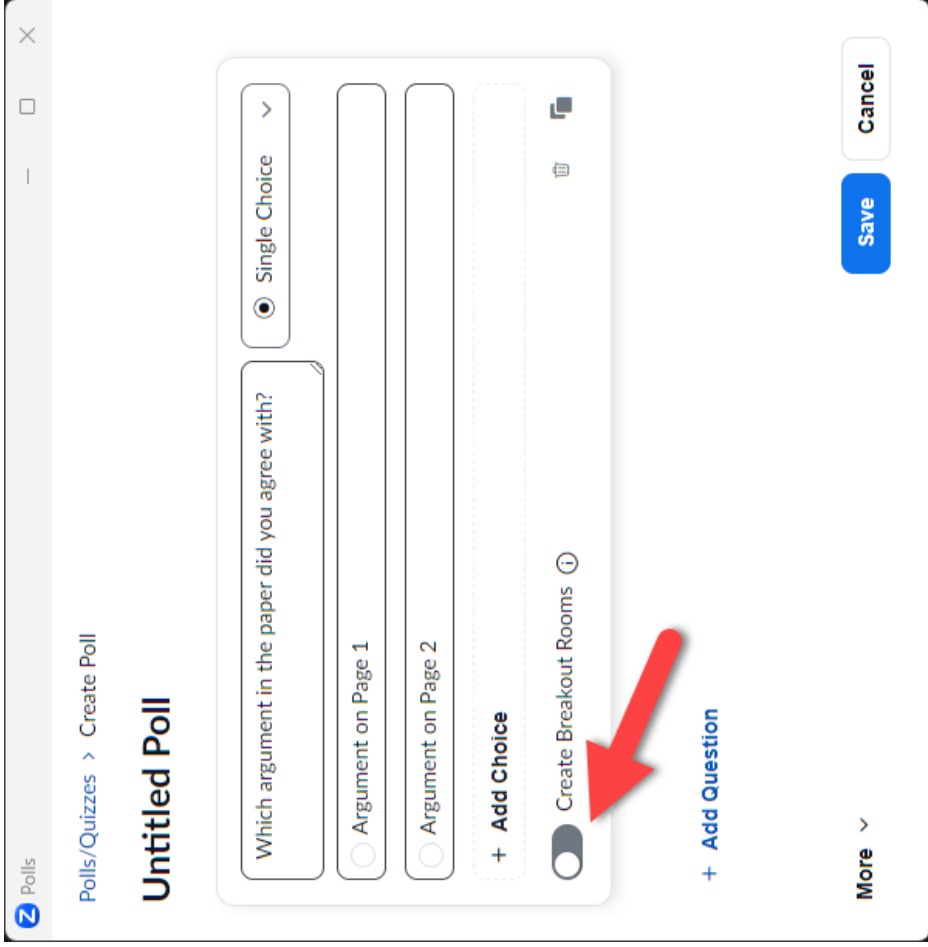 Polls
Polls/Quizzes > Create Poll
Untitled Poll
Which argument in the paper did you agree with?
Single Choice
Argument on Page 1
Argument on Page 2
+ Add Choice
Create Breakout Rooms
+ Add Question
More
Save
Cancel